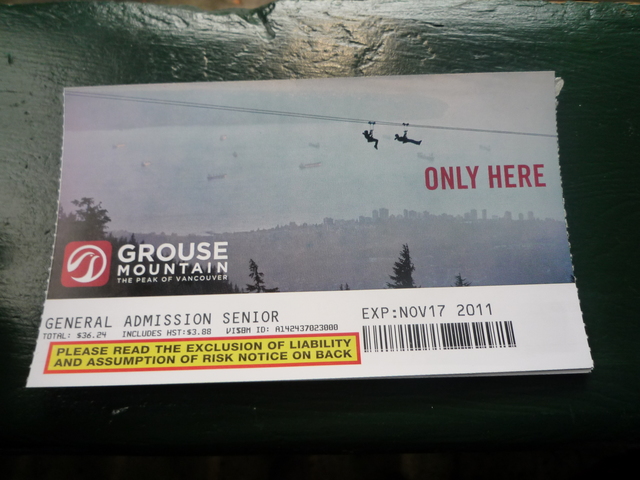 ONLY HERE
GROUSE
MOUNTAIN
THE PEAK OF VANCOUVER
GENERAL ADMISSION SENIOR
EXP:NOV17 2011
TOTAL: $36.24 INCLUDES HST:$3.88 VI$BM ID: A142437023000
PLEASE READ THE EXCLUSION OF LIABILITY
AND ASSUMPTION OF RISK NOTICE ON BACK